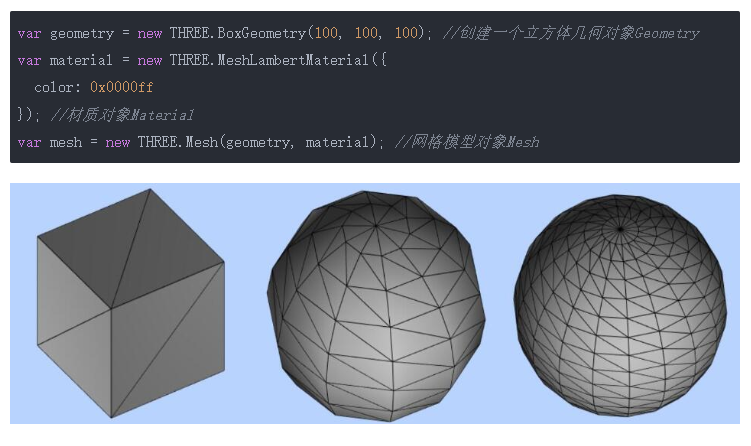 var geometry = new THREE.BoxGeometry(100, 100, 100); //创建一个立方体几何对象Geometry
var material = new THREE.MeshLambertMaterial({
  color: 0x0000ff
}); //材质对象Material
var mesh = new THREE.Mesh(geometry, material); //网格模型对象Mesh